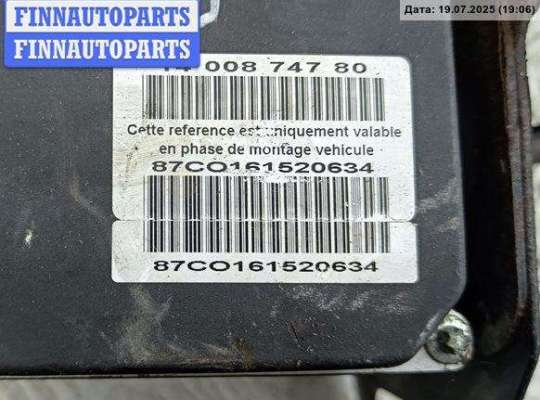 FINNAUTOPARTS
FINNAUTOPARTS
Дата: 19.07.2025 (19:06)
14 008 747 80
Cette reference est uniquement valable
en phase de montage vehicule
87CO161520634
87CO161520634